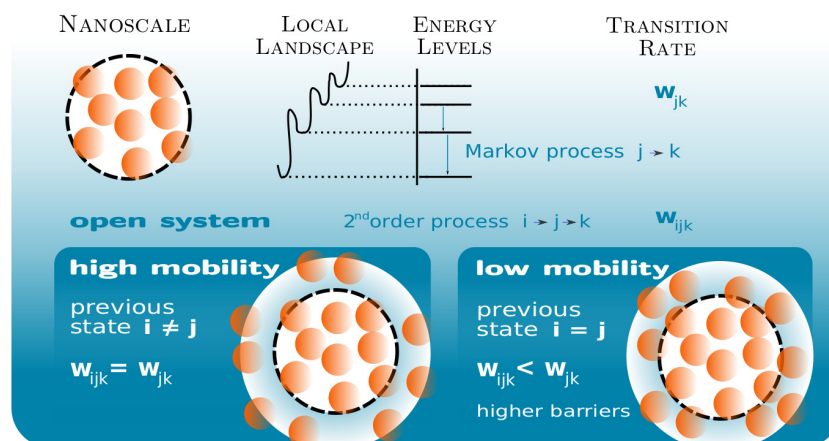 NANOSCALE
LOCAL LANDSCAPE
ENERGY LEVELS
TRANSITION RATE
w_jk
Markov process j → k
open system
2nd order process i → j → k
w_ijk
high mobility
previous
state i ≠ j
w_ijk = w_jk
low mobility
previous
state i = j
w_ijk < w_jk
higher barriers